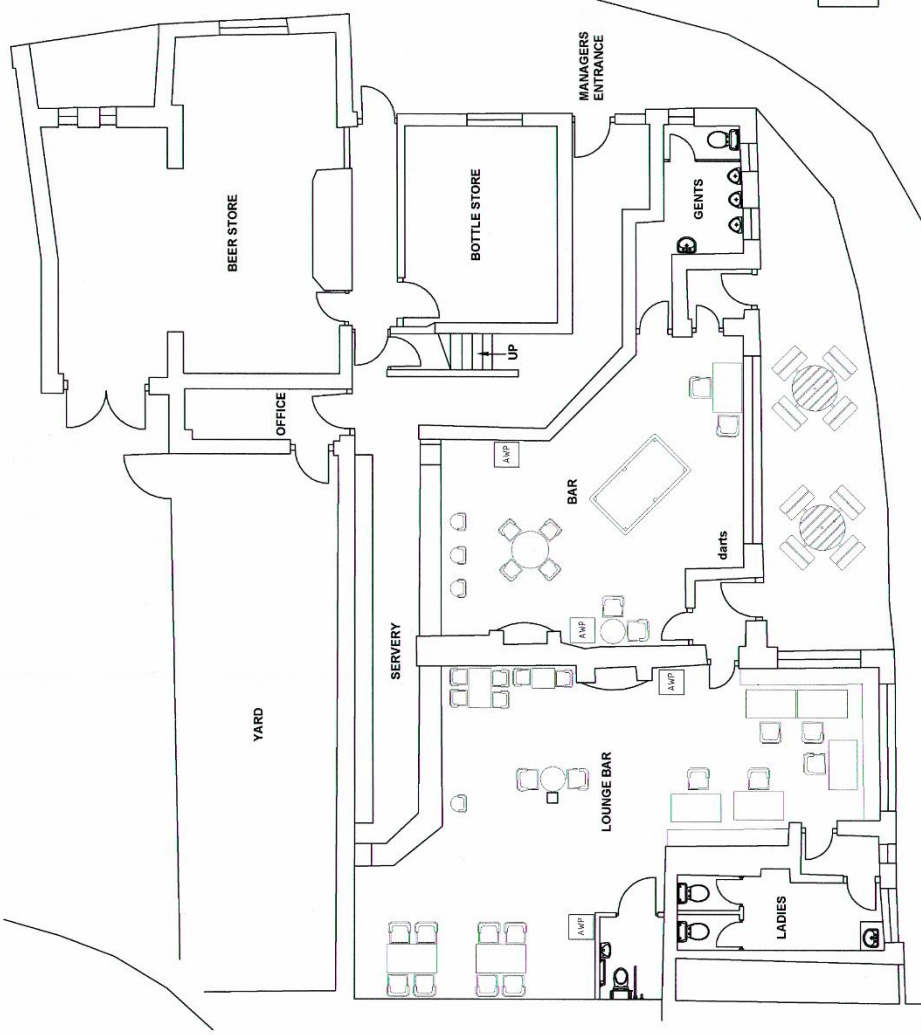 MANAGERS
ENTRANCE
BEER STORE
BOTTLE STORE
GENTS
UP
OFFICE
AWP
BAR
darts
SERVERY
AWP
YARD
AWP
LOUNGE BAR
AWP
LADIES